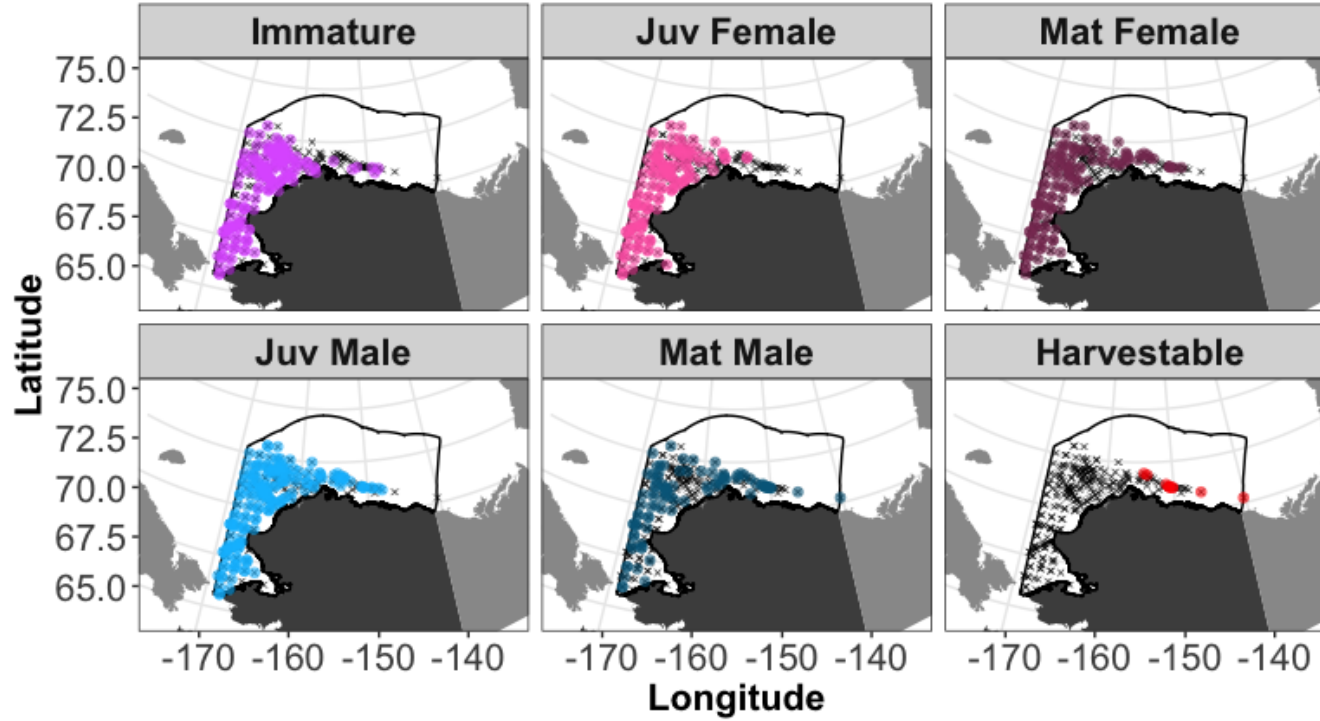 Immature Juv Female Mat Female
75.0
72.5
70.0
67.5
65.0
Juv Male Mat Male Harvestable
75.0
72.5
70.0
67.5
65.0
Latitude
-170 -160 -150 -140 -170 -160 -150 -140 -170 -160 -150 -140
Longitude